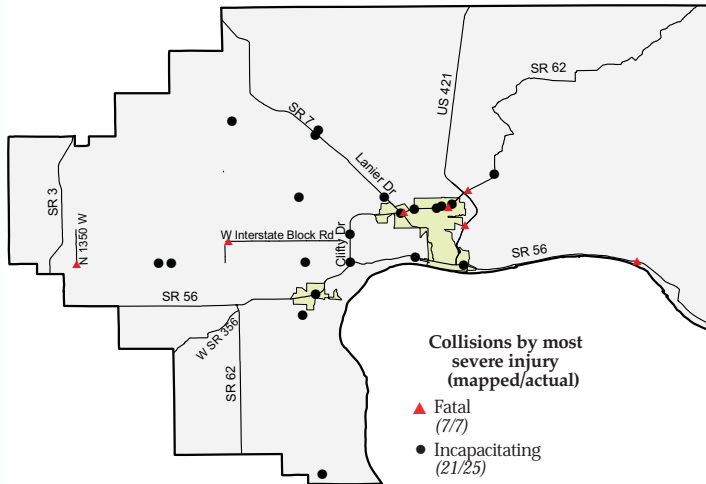 SR 62
US 421
SR 7
Lanier Dr
SR 3
N 1350 W
W Interstate Block Rd
Clifty Dr
SR 56
SR 56
W SR 356
SR 62
Collisions by most
severe injury
(mapped/actual)
Fatal
(7/7)
Incapacitating
(21/25)